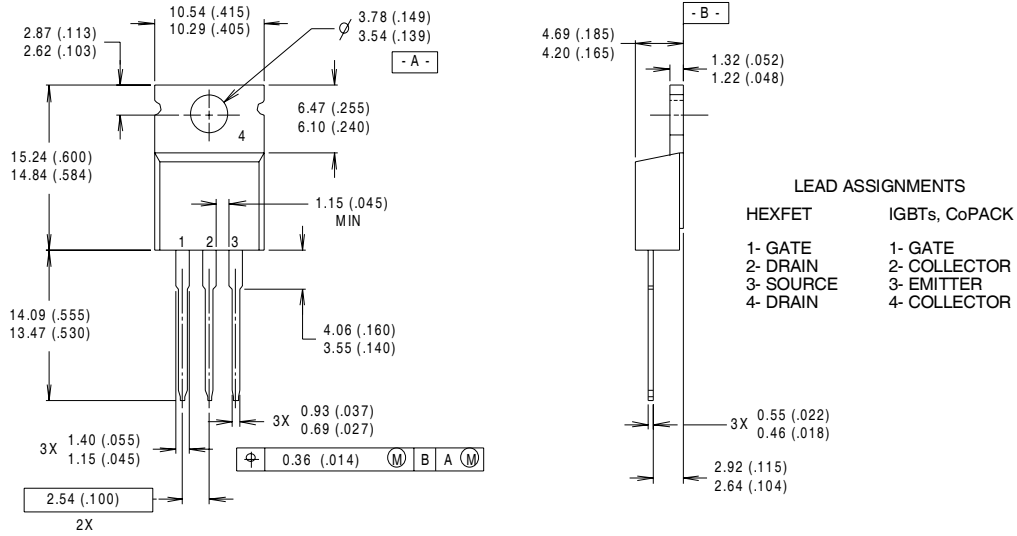 10.54 (.415)
10.29 (.405)
2.87 (.113)
2.62 (.103)
ø 3.78 (.149)
3.54 (.139)
- A -
6.47 (.255)
6.10 (.240)
4
15.24 (.600)
14.84 (.584)
1.15 (.045)
MIN
1 2 3
14.09 (.555)
13.47 (.530)
4.06 (.160)
3.55 (.140)
3X 0.93 (.037)
0.69 (.027)
3X 1.40 (.055)
1.15 (.045)
⌖ 0.36 (.014) Ⓜ B A Ⓜ
2.54 (.100)
2X
- B -
4.69 (.185)
4.20 (.165)
1.32 (.052)
1.22 (.048)
LEAD ASSIGNMENTS
HEXFET
1- GATE
2- DRAIN
3- SOURCE
4- DRAIN
IGBTs, CoPACK
1- GATE
2- COLLECTOR
3- EMITTER
4- COLLECTOR
3X 0.55 (.022)
0.46 (.018)
2.92 (.115)
2.64 (.104)